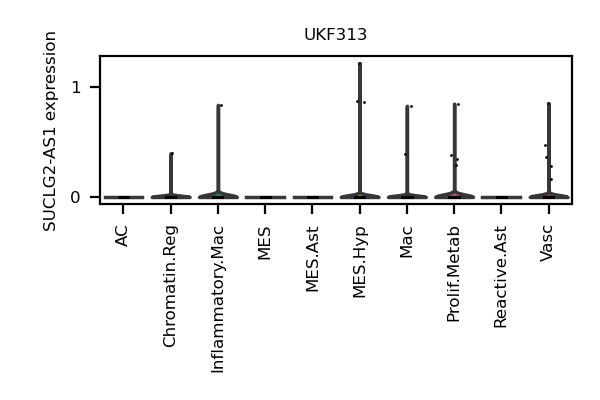 UKF313
SUCLG2-AS1 expression
1
0
AC
Chromatin.Reg
Inflammatory.Mac
MES
MES.Ast
MES.Hyp
Mac
Prolif.Metab
Reactive.Ast
Vasc